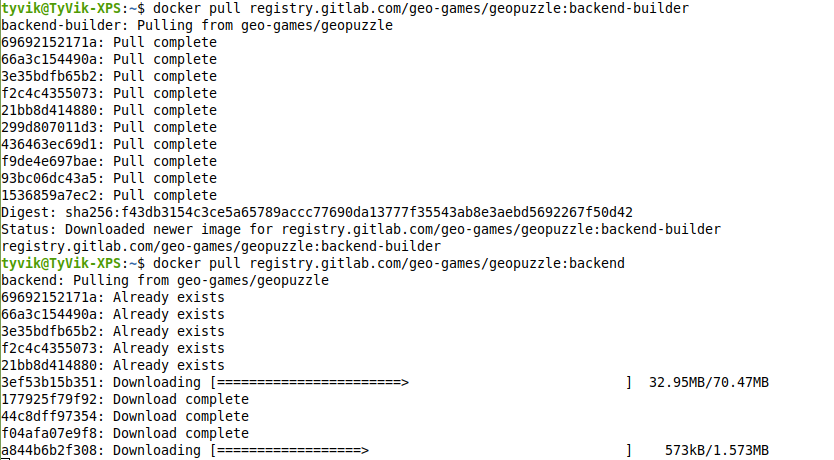 tyvik@TyVik-XPS:~$ docker pull registry.gitlab.com/geo-games/geopuzzle:backend-builder
backend-builder: Pulling from geo-games/geopuzzle
69692152171a: Pull complete
66a3c154490a: Pull complete
3e35bdfb65b2: Pull complete
f2c4c4355073: Pull complete
21bb8d414880: Pull complete
299d807011d3: Pull complete
436463ec69d1: Pull complete
f9de4e697bae: Pull complete
93bc06dc43a5: Pull complete
1536859a7ec2: Pull complete
Digest: sha256:f43db3154c3ce5a65789accc77690da13777f35543ab8e3aebd5692267f50d42
Status: Downloaded newer image for registry.gitlab.com/geo-games/geopuzzle:backend-builder
registry.gitlab.com/geo-games/geopuzzle:backend-builder
tyvik@TyVik-XPS:~$ docker pull registry.gitlab.com/geo-games/geopuzzle:backend
backend: Pulling from geo-games/geopuzzle
69692152171a: Already exists
66a3c154490a: Already exists
3e35bdfb65b2: Already exists
f2c4c4355073: Already exists
21bb8d414880: Already exists
3ef53b15b351: Downloading [=======================>                           ]  32.95MB/70.47MB
177925f79f92: Download complete
44c8dff97354: Download complete
f04afa07e9f8: Download complete
a844b6b2f308: Downloading [==================>                                ]    573kB/1.573MB